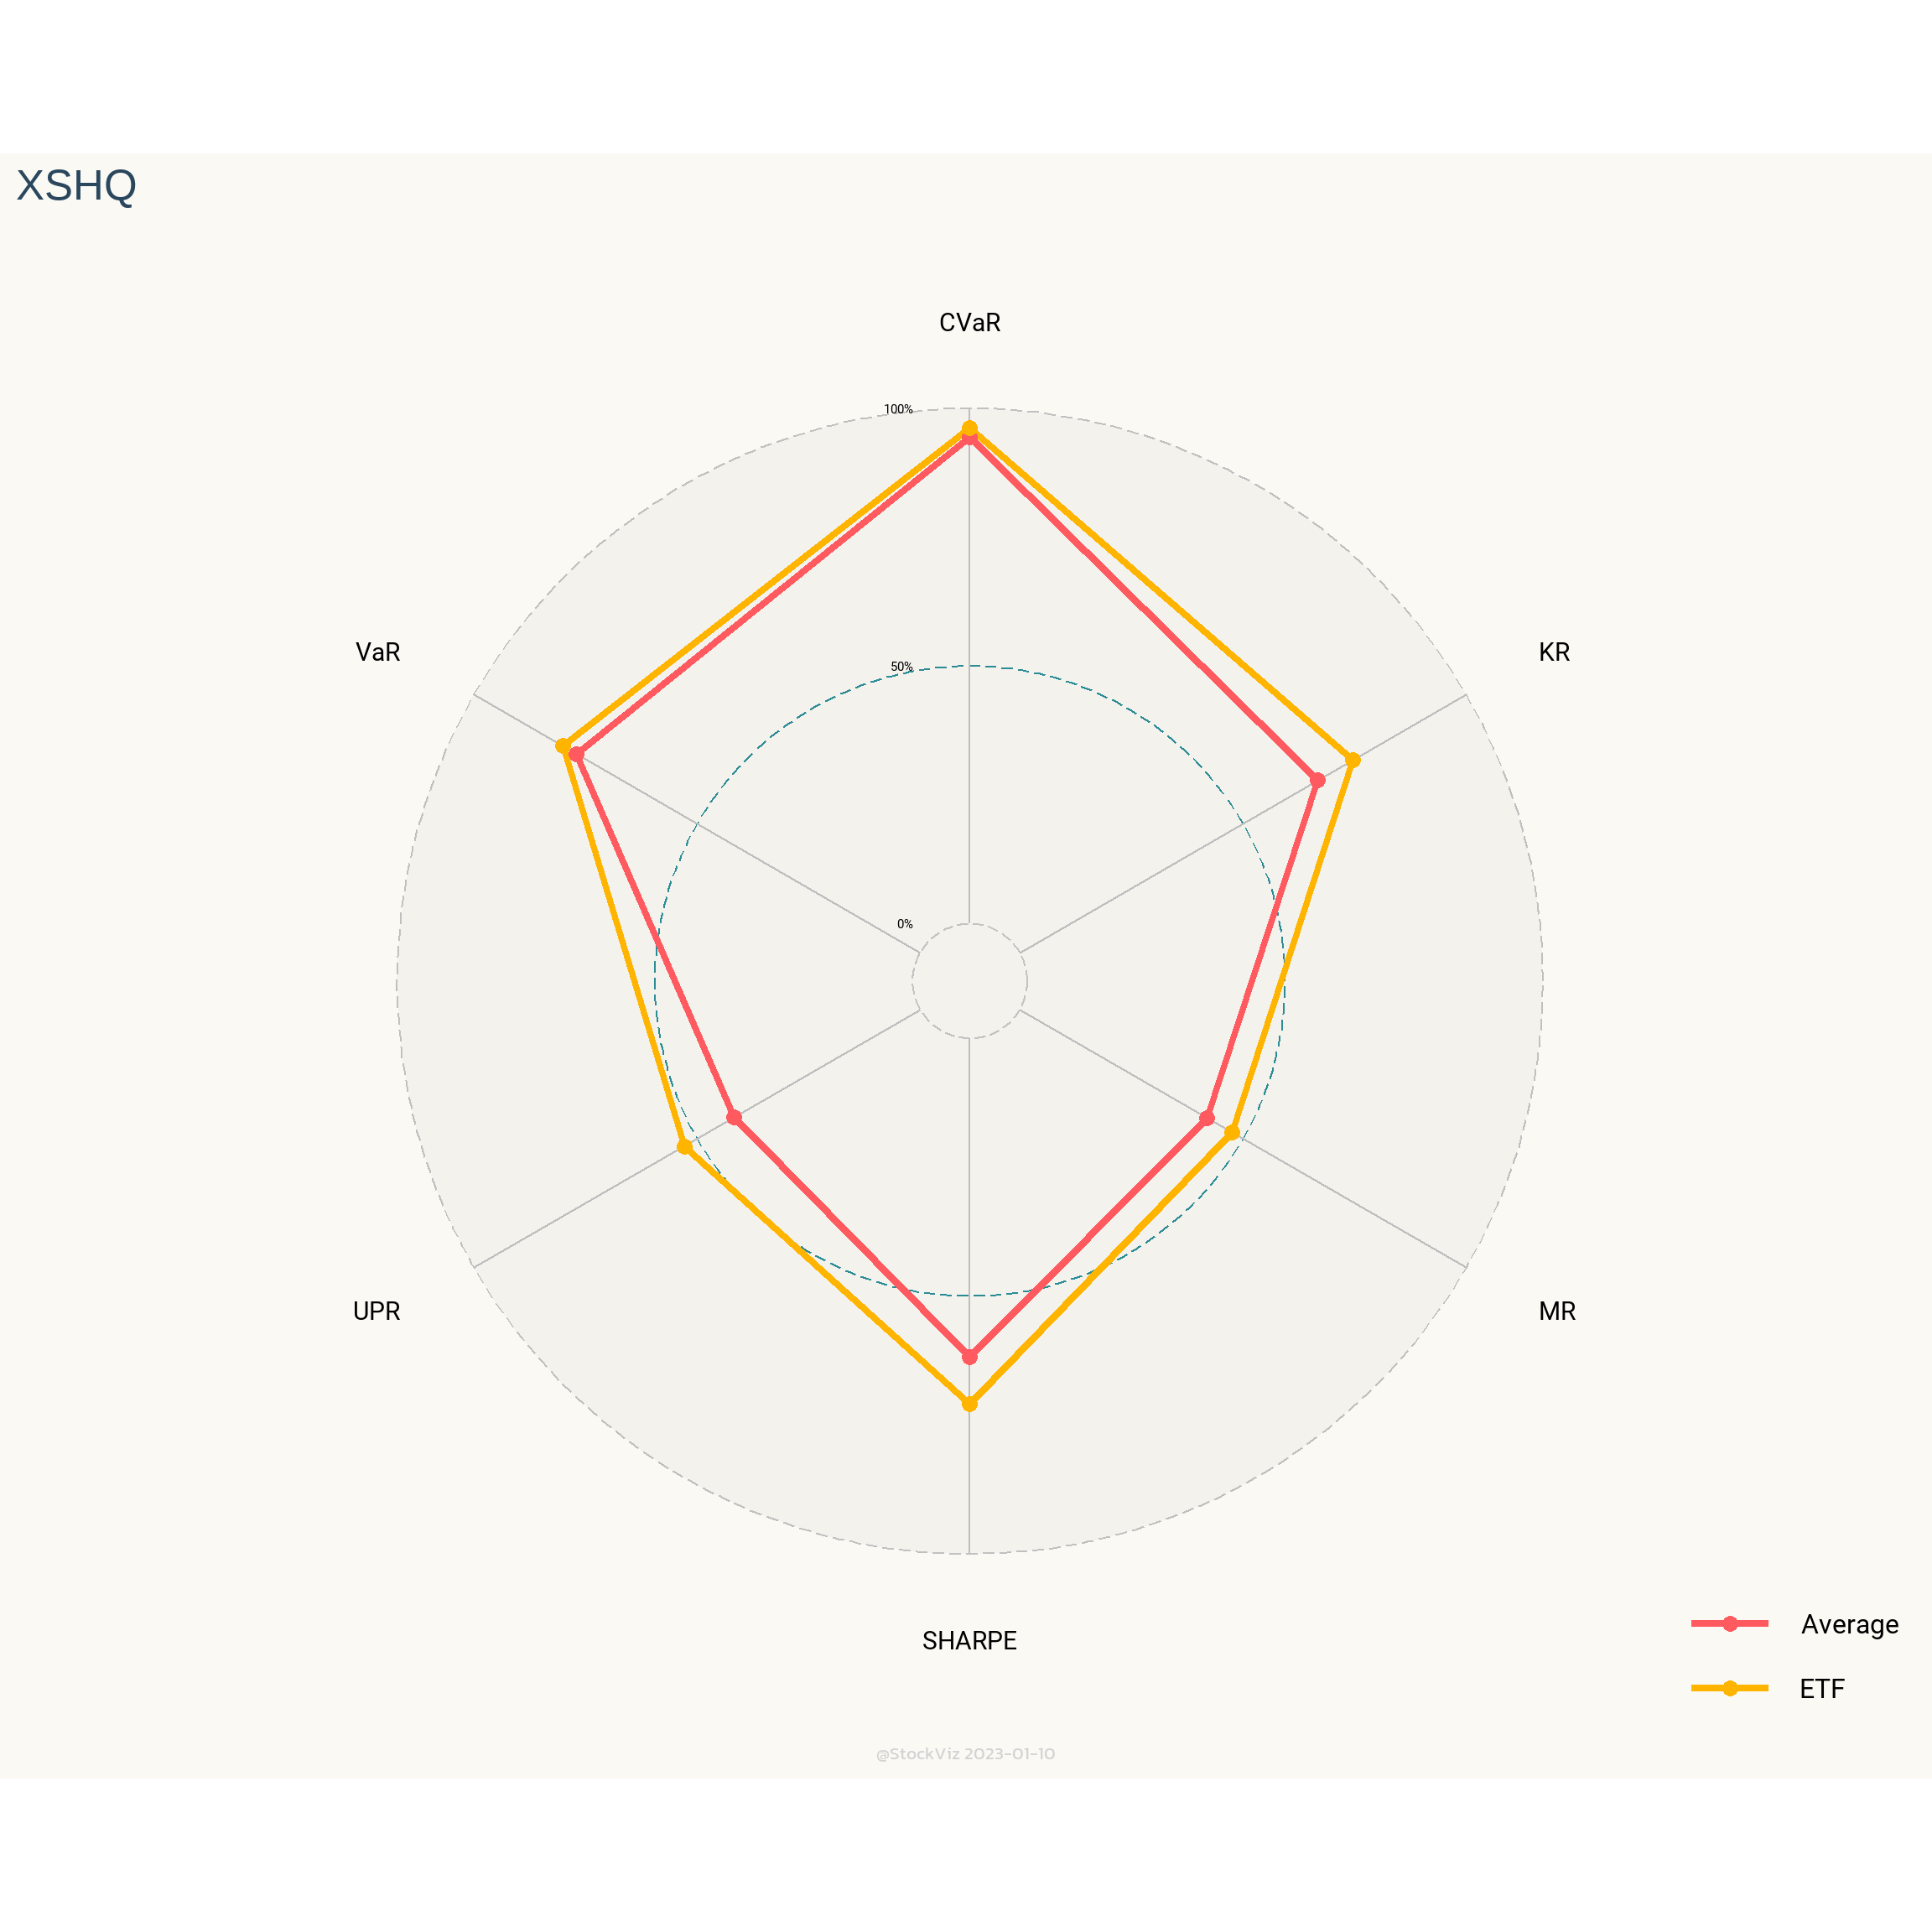 XSHQ
CVaR
100%
VaR
KR
50%
0%
UPR
MR
SHARPE
Average
ETF
@StockViz 2023-01-10